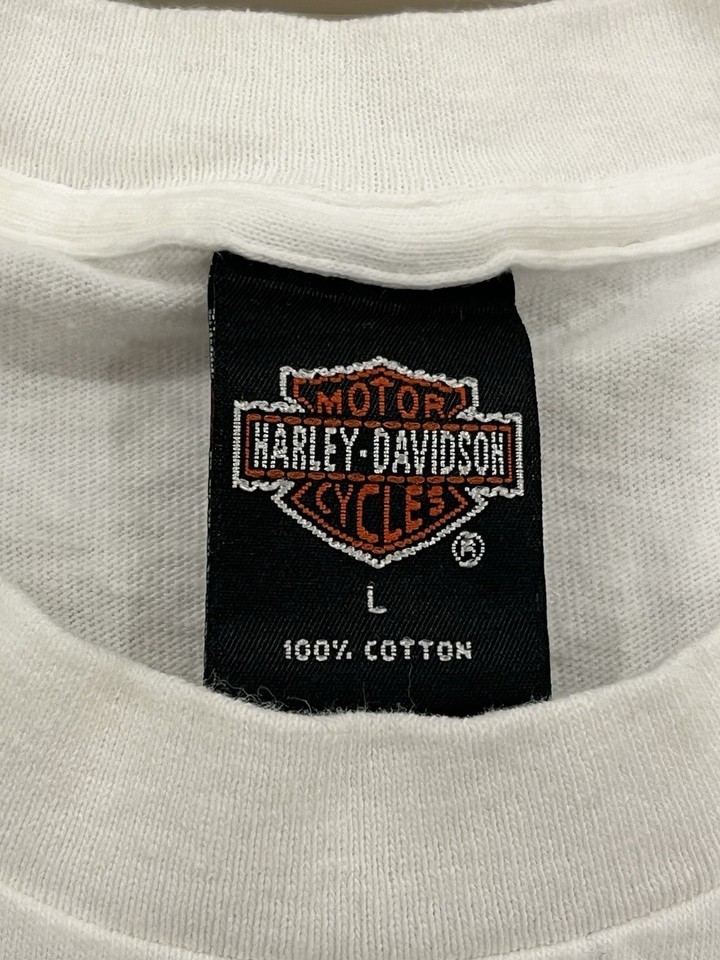 MOTOR
HARLEY-DAVIDSON
CYCLES
®
L
100% COTTON